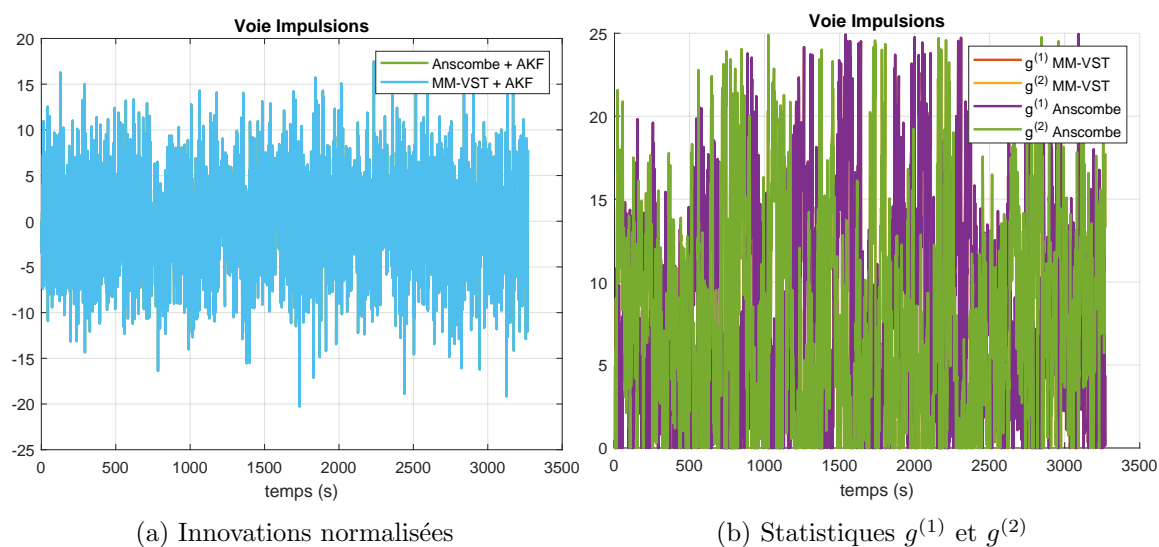 Voie Impulsions
20
15
10
5
0
-5
-10
-15
-20
-25
0 500 1000 1500 2000 2500 3000 3500
temps (s)
Anscombe + AKF
MM-VST + AKF
(a) Innovations normalisées
Voie Impulsions
25
20
15
10
5
0
0 500 1000 1500 2000 2500 3000 3500
temps (s)
g^(1) MM-VST
g^(2) MM-VST
g^(1) Anscombe
g^(2) Anscombe
(b) Statistiques g^(1) et g^(2)